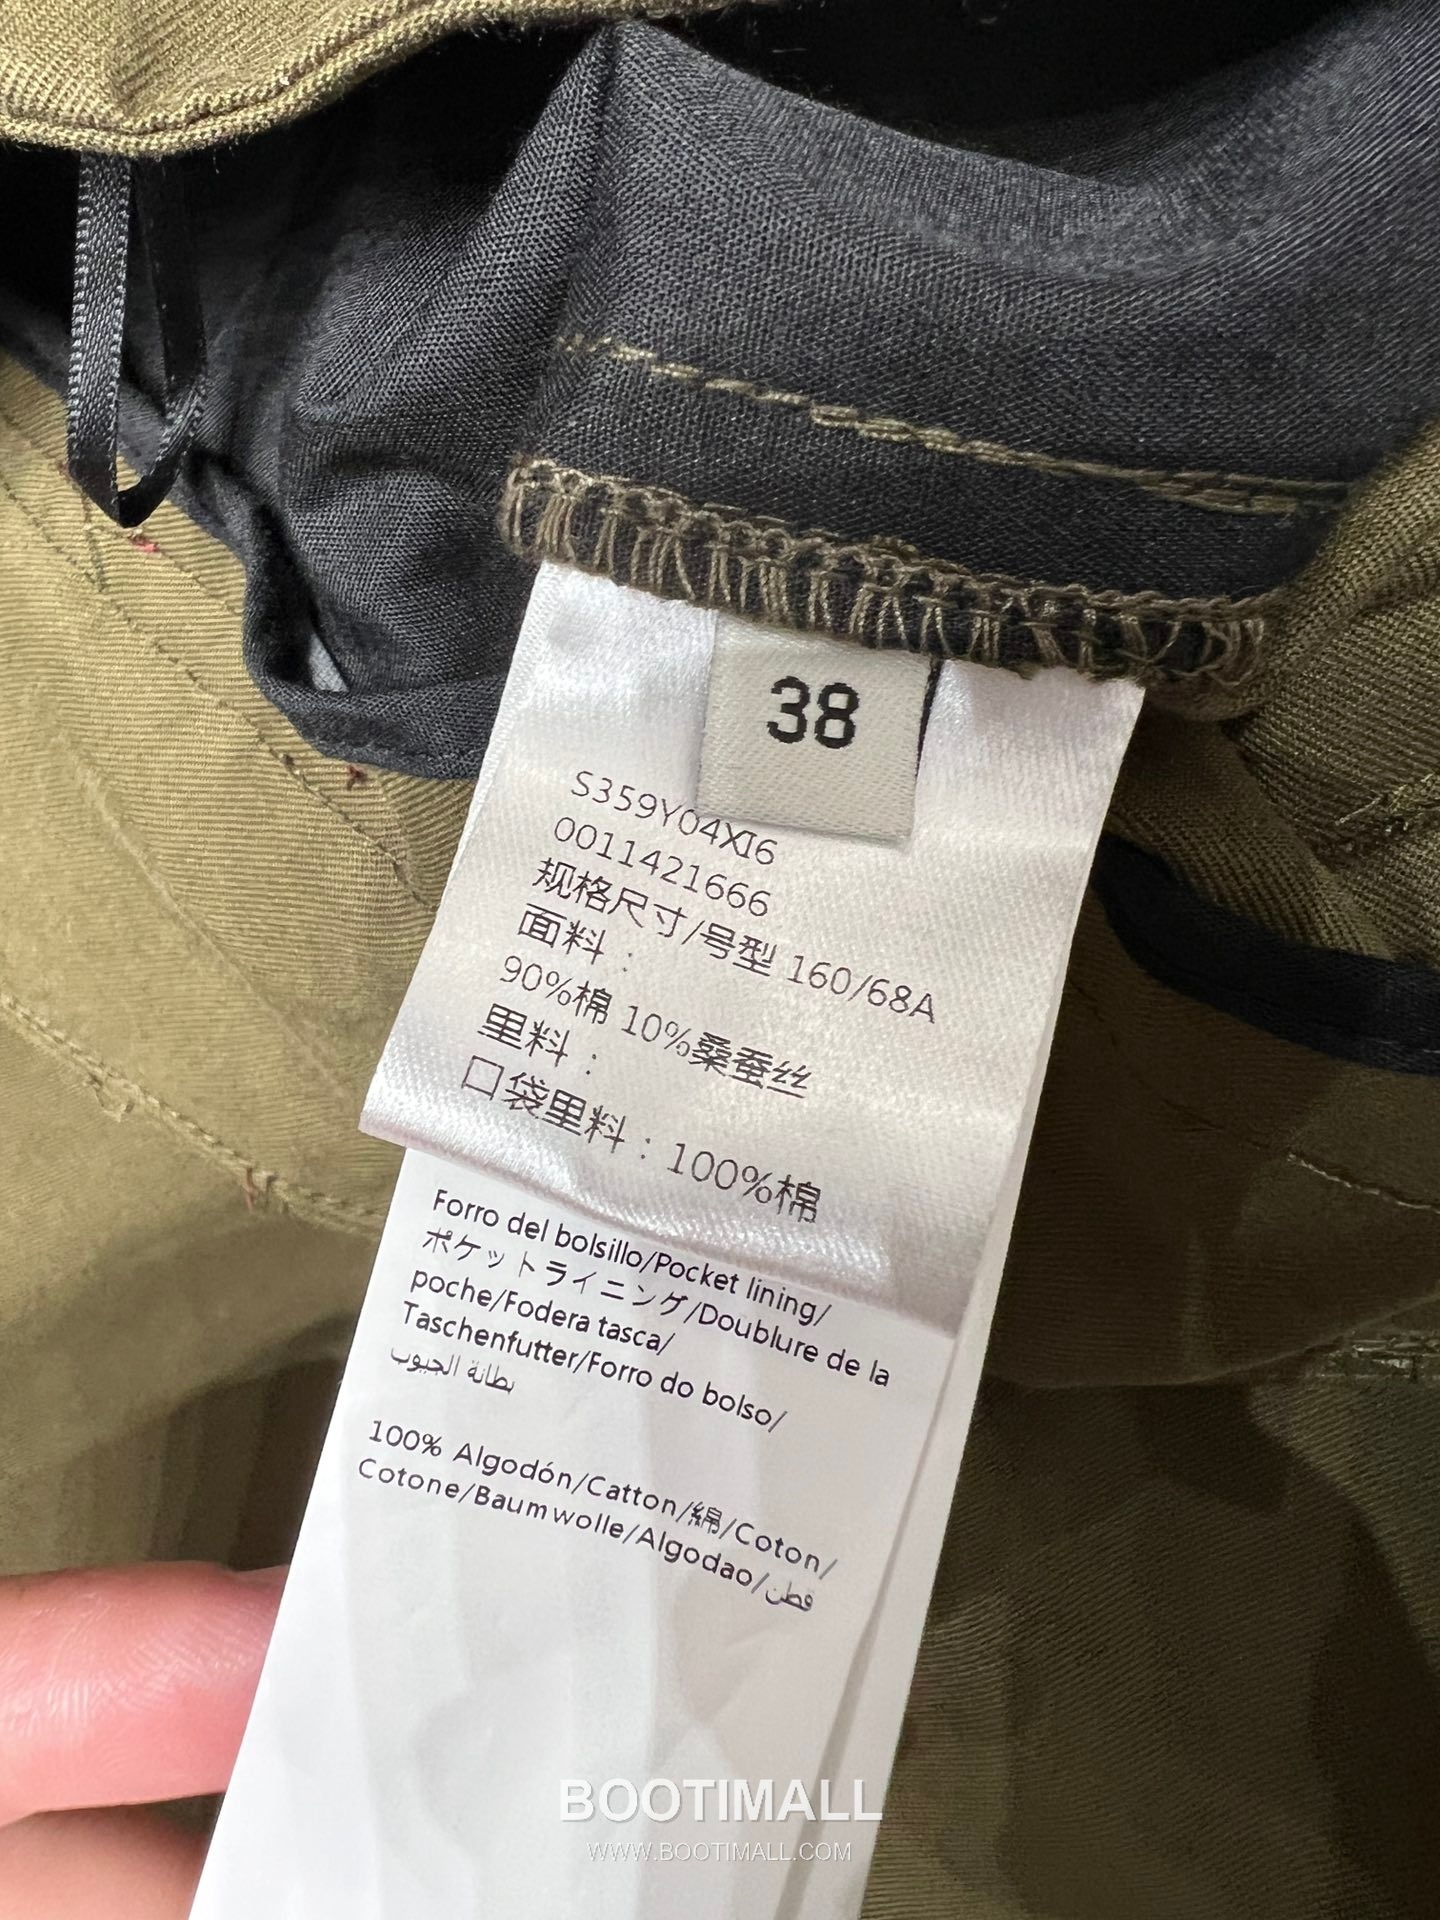 38
S359Y04XI6
0011421666
规格尺寸/号型 160/68A
面料：
90%棉 10%桑蚕丝
里料：
口袋里料：100%棉
Forro del bolsillo/Pocket lining/
ポケットライニング/Doublure de la
poche/Fodera tasca/
Taschenfutter/Forro do bolso/
بطانة الجيوب
100% Algodón/Catton/綿/Coton/
Cotone/Baumwolle/Algodao/قطن
BOOTIMALL
WWW.BOOTIMALL.COM